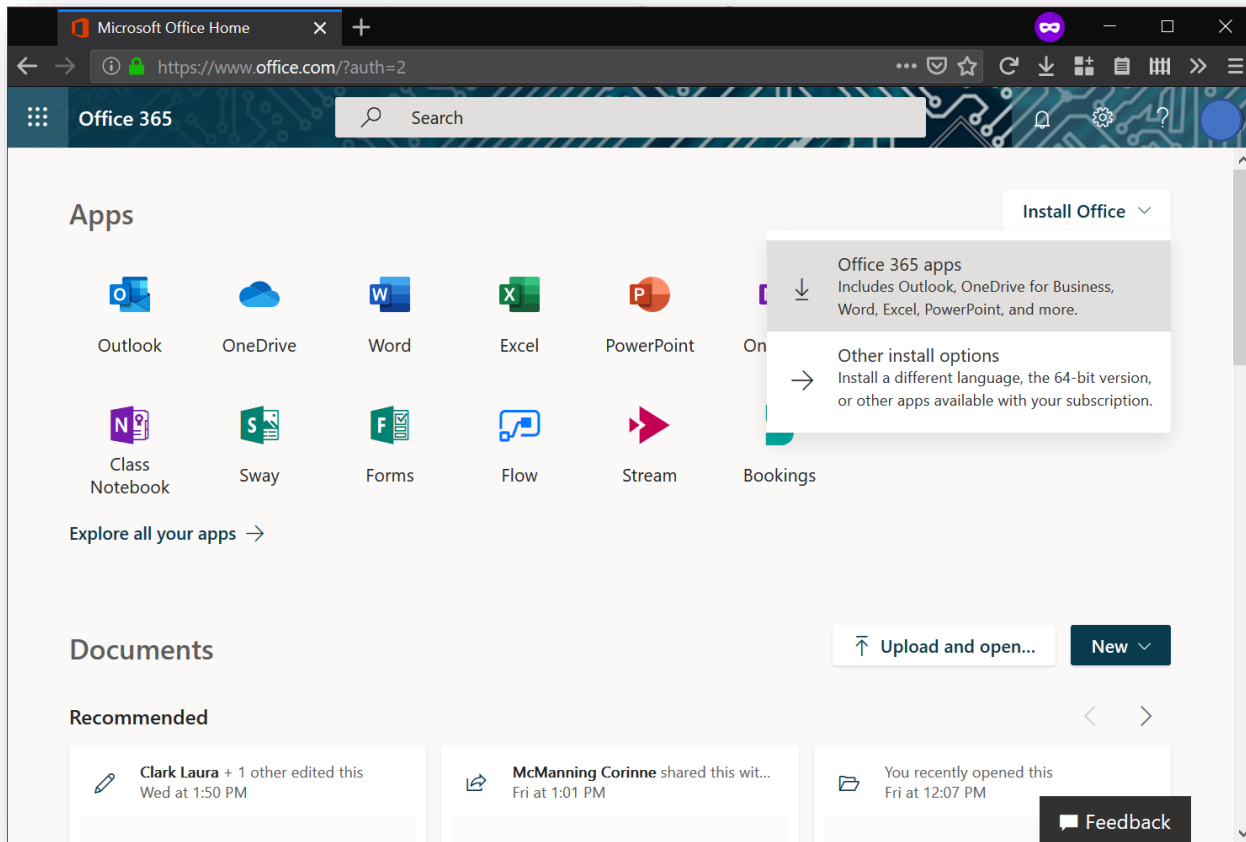 Microsoft Office Home
https://www.office.com/?auth=2
Office 365
Search
Apps
Install Office
Office 365 apps
Includes Outlook, OneDrive for Business,
Word, Excel, PowerPoint, and more.
Other install options
Install a different language, the 64-bit version,
or other apps available with your subscription.
Outlook
OneDrive
Word
Excel
PowerPoint
On
Class
Notebook
Sway
Forms
Flow
Stream
Bookings
Explore all your apps
Documents
Upload and open...
New
Recommended
Clark Laura + 1 other edited this
Wed at 1:50 PM
McManning Corinne shared this wit...
Fri at 1:01 PM
You recently opened this
Fri at 12:07 PM
Feedback